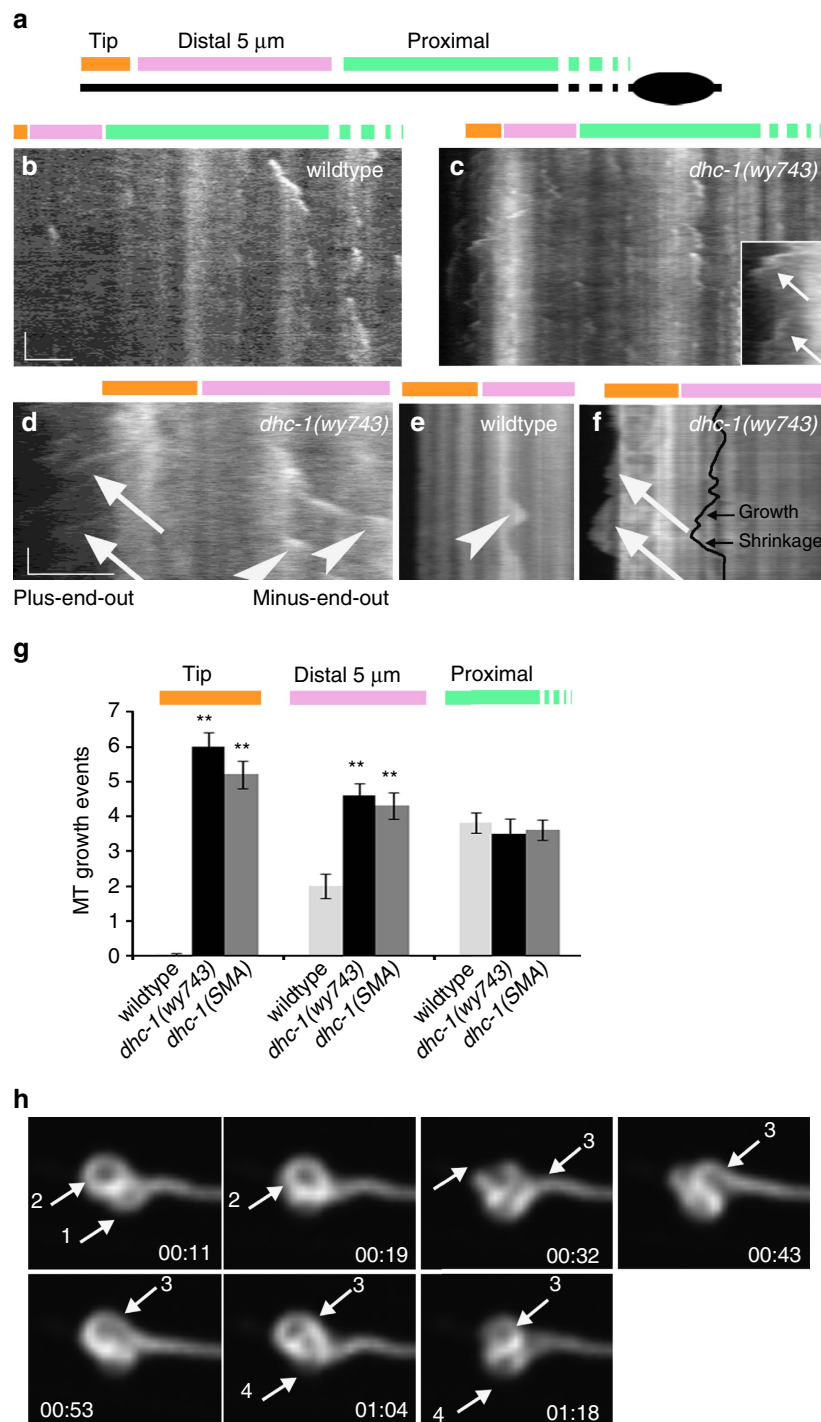 a
Tip Distal 5 μm Proximal
b wildtype
c dhc-1(wy743)
d dhc-1(wy743)
e wildtype
f dhc-1(wy743)
Growth
Shrinkage
Plus-end-out Minus-end-out
g
Tip Distal 5 μm Proximal
MT growth events
7
6
5
4
3
2
1
0
** ** ** **
wildtype dhc-1(wy743) dhc-1(SMA) wildtype dhc-1(wy743) dhc-1(SMA) wildtype dhc-1(wy743) dhc-1(SMA)
h
2 1 00:11
2 00:19
3 00:32
3 00:43
3 00:53
3 4 01:04
3 4 01:18